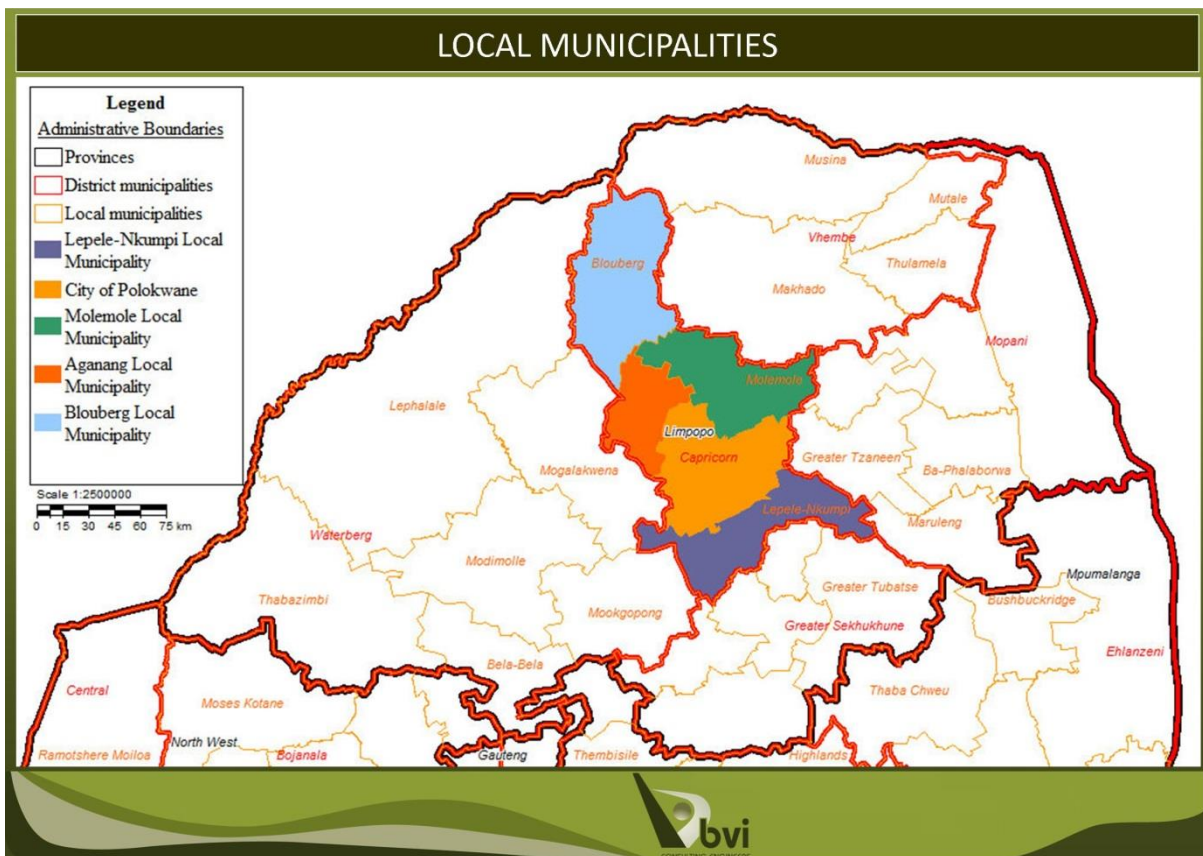 LOCAL MUNICIPALITIES
Legend
Administrative Boundaries
Provinces
District municipalities
Local municipalities
Lepele-Nkumpi Local
Municipality
City of Polokwane
Molemole Local
Municipality
Aganang Local
Municipality
Blouberg Local
Municipality
Scale 1:2500000
0 15 30 45 60 75 km
Musina
Mutale
Vhembe
Blouberg
Thulamela
Makhado
Mopani
Molemole
Lephalale
Limpopo
Capricorn
Greater Tzaneen
Mogalakwena
Ba-Phalaborwa
Lepele-Nkumpi
Maruleng
Waterberg
Modimolle
Mpumalanga
Greater Tubatse
Bushbuckridge
Thabazimbi
Mookgopong
Greater Sekhukhune
Ehlanzeni
Bela-Bela
Central
Thaba Chweu
Moses Kotane
North West
Ramotshere Moiloa
Bojanala
Gauteng
Thembisile
Highlands
bvi
CONSULTING ENGINEERS